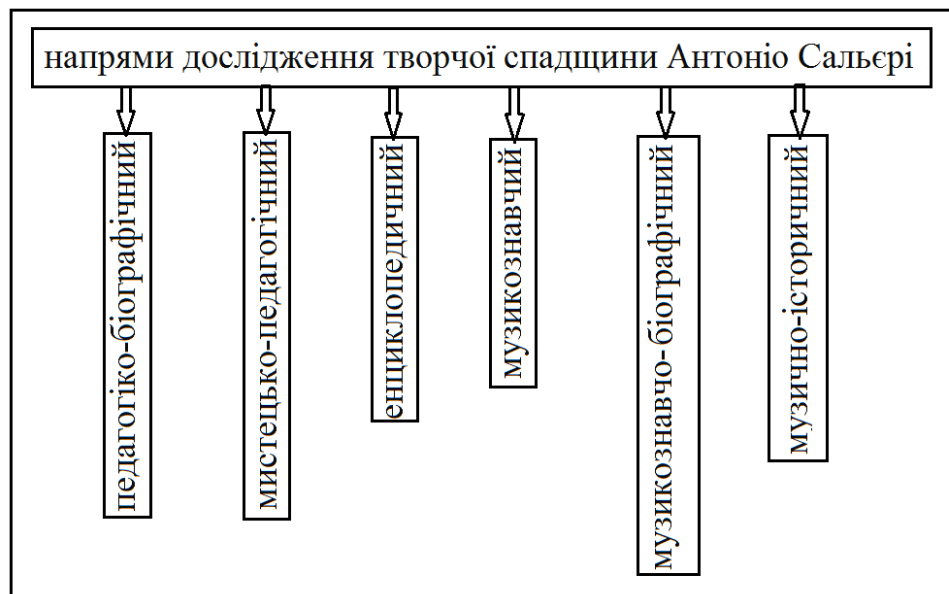 напрями дослідження творчої спадщини Антоніо Сальєрі
педагогіко-біографічний
мистецько-педагогічний
енциклопедичний
музикознавчий
музикознавчо-біографічний
музично-історичний